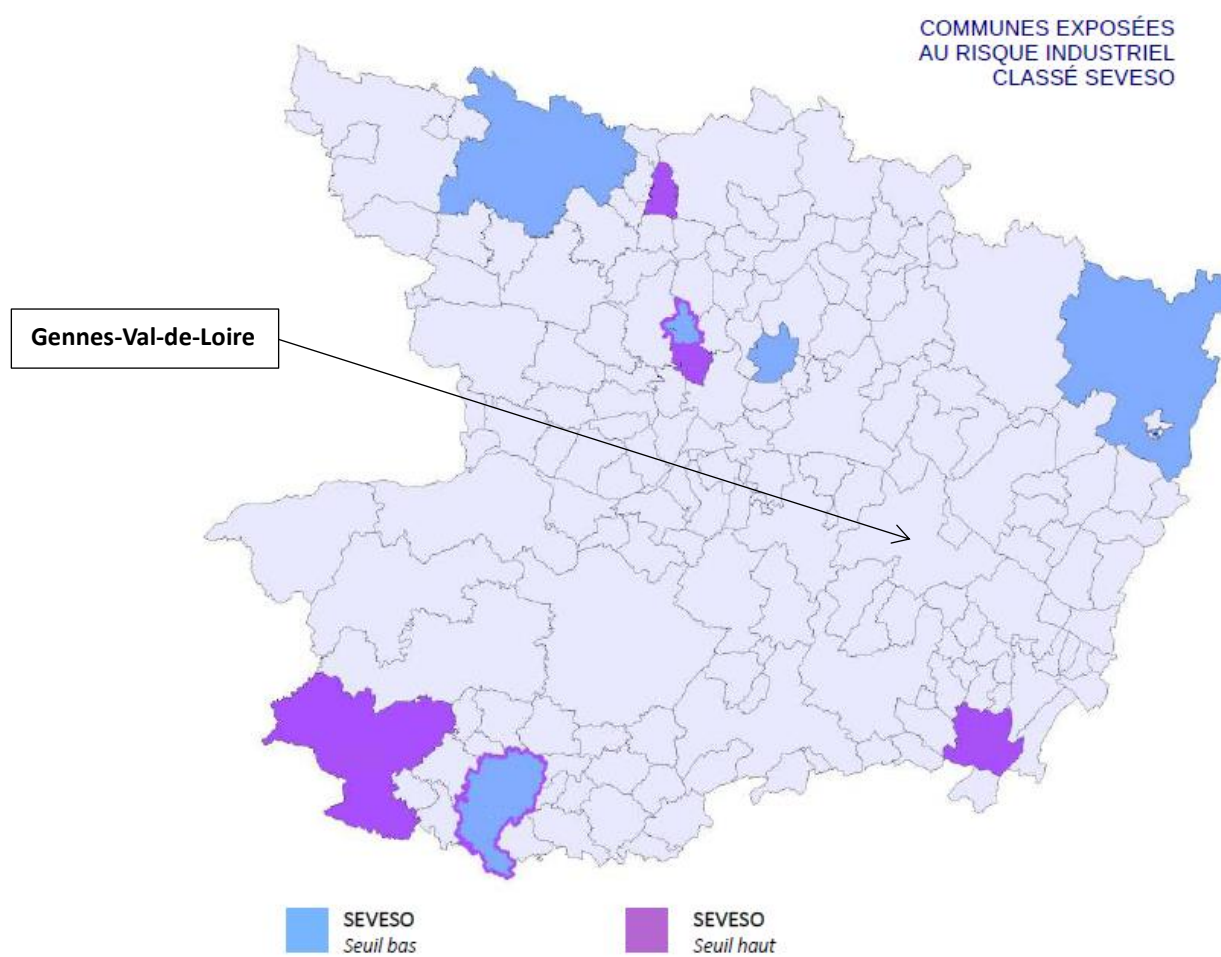 COMMUNES EXPOSÉES
AU RISQUE INDUSTRIEL
CLASSÉ SEVESO
Gennes-Val-de-Loire
SEVESO
Seuil bas
SEVESO
Seuil haut